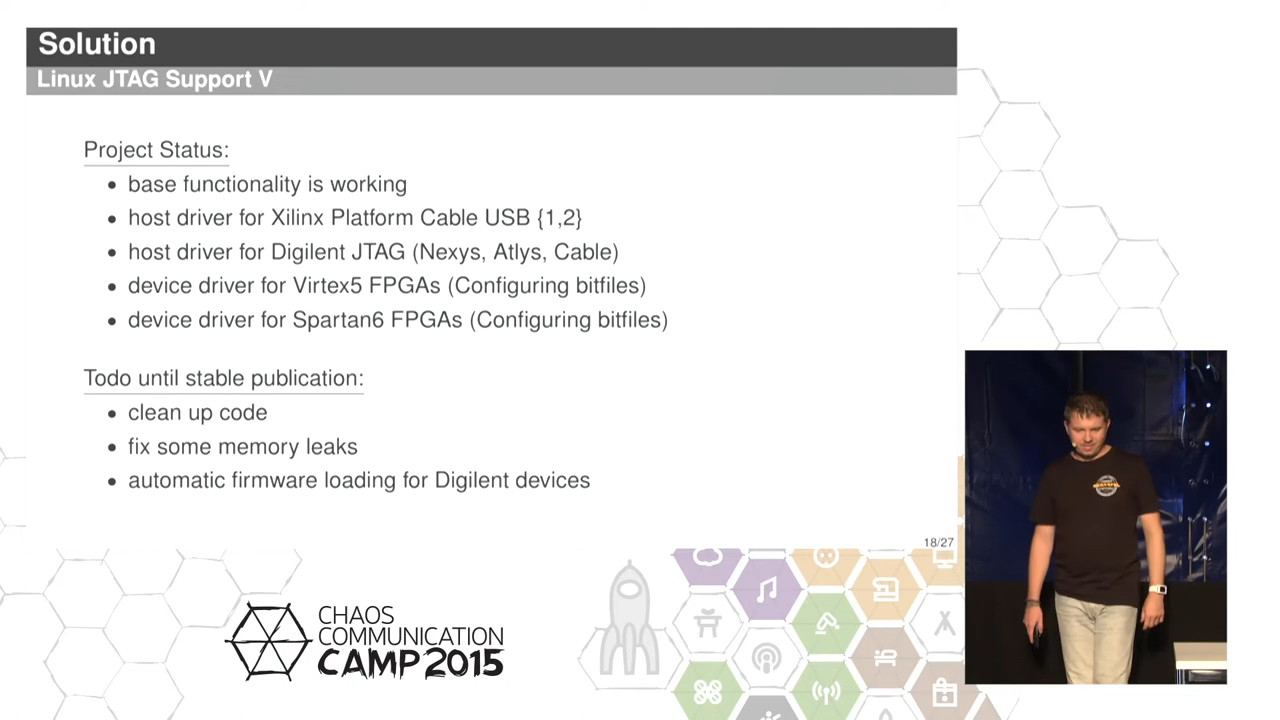 Solution
Linux JTAG Support V
Project Status:
• base functionality is working
• host driver for Xilinx Platform Cable USB {1,2}
• host driver for Digilent JTAG (Nexys, Atlys, Cable)
• device driver for Virtex5 FPGAs (Configuring bitfiles)
• device driver for Spartan6 FPGAs (Configuring bitfiles)
Todo until stable publication:
• clean up code
• fix some memory leaks
• automatic firmware loading for Digilent devices
18/27
CHAOS
COMMUNICATION
CAMP 2015